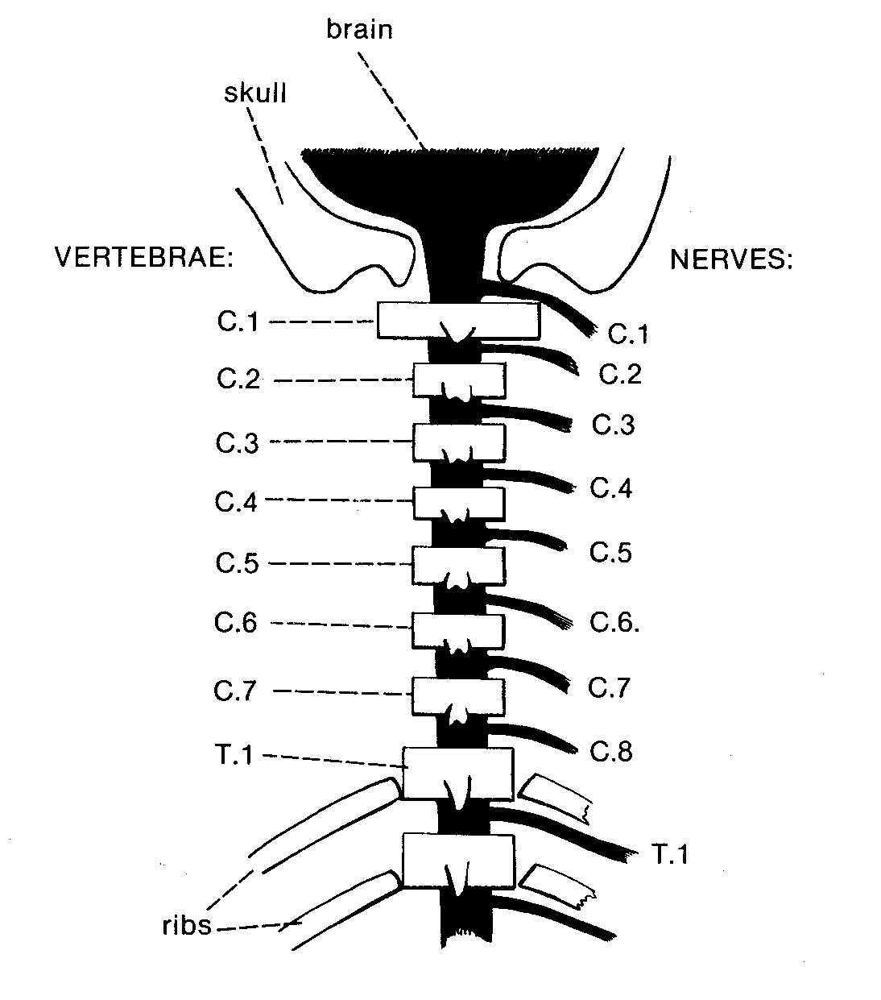 brain
skull
VERTEBRAE:
NERVES:
C.1
C.1
C.2
C.2
C.3
C.3
C.4
C.4
C.5
C.5
C.6
C.6.
C.7
C.7
C.8
T.1
T.1
ribs